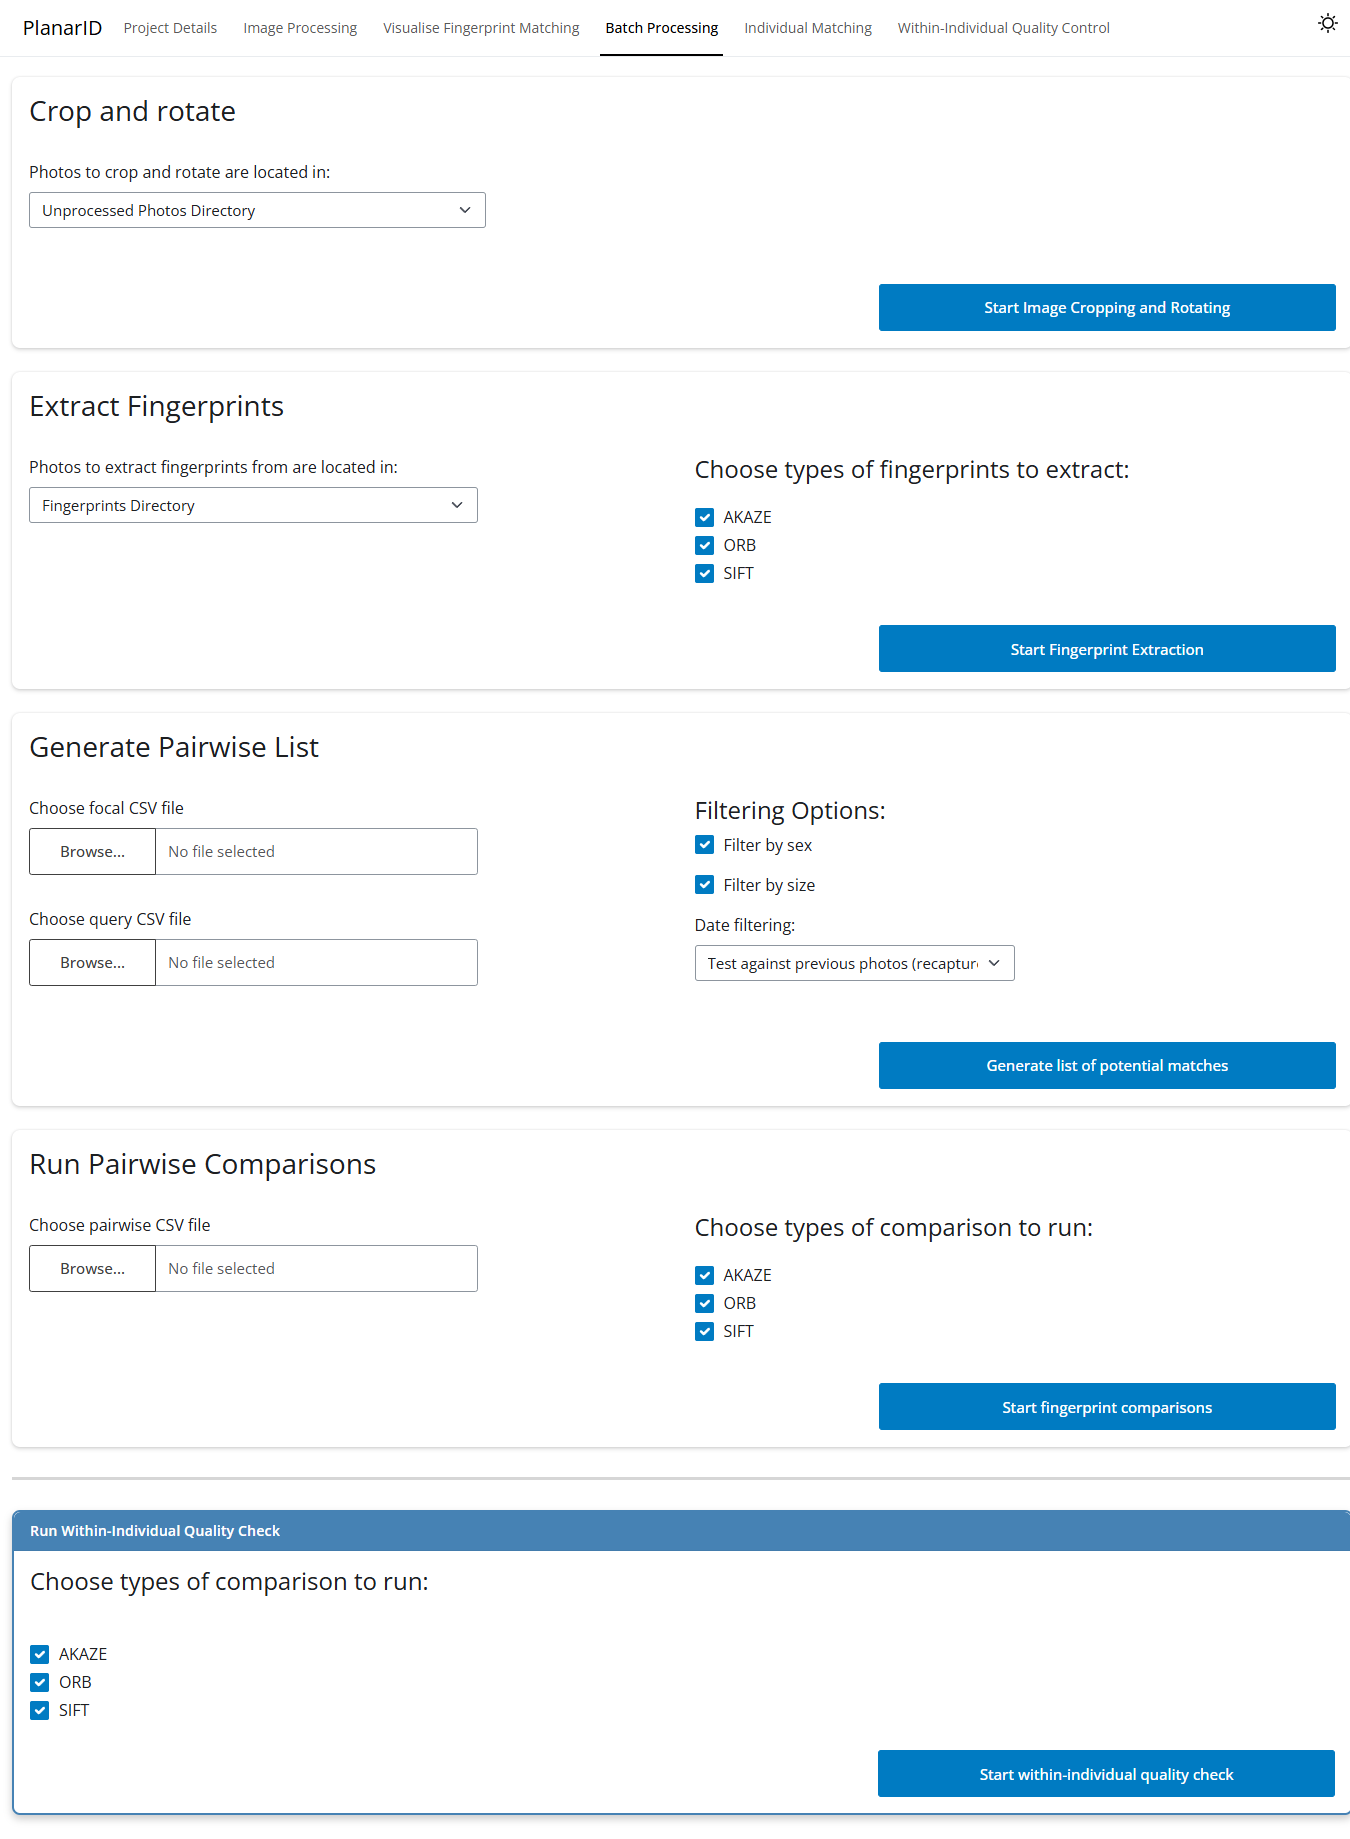 PlanarID Project Details Image Processing Visualise Fingerprint Matching Batch Processing Individual Matching Within-Individual Quality Control
Crop and rotate
Photos to crop and rotate are located in:
Unprocessed Photos Directory
Start Image Cropping and Rotating
Extract Fingerprints
Photos to extract fingerprints from are located in:
Fingerprints Directory
Choose types of fingerprints to extract:
AKAZE
ORB
SIFT
Start Fingerprint Extraction
Generate Pairwise List
Choose focal CSV file
Browse... No file selected
Choose query CSV file
Browse... No file selected
Filtering Options:
Filter by sex
Filter by size
Date filtering:
Test against previous photos (recapture
Generate list of potential matches
Run Pairwise Comparisons
Choose pairwise CSV file
Browse... No file selected
Choose types of comparison to run:
AKAZE
ORB
SIFT
Start fingerprint comparisons
Run Within-Individual Quality Check
Choose types of comparison to run:
AKAZE
ORB
SIFT
Start within-individual quality check